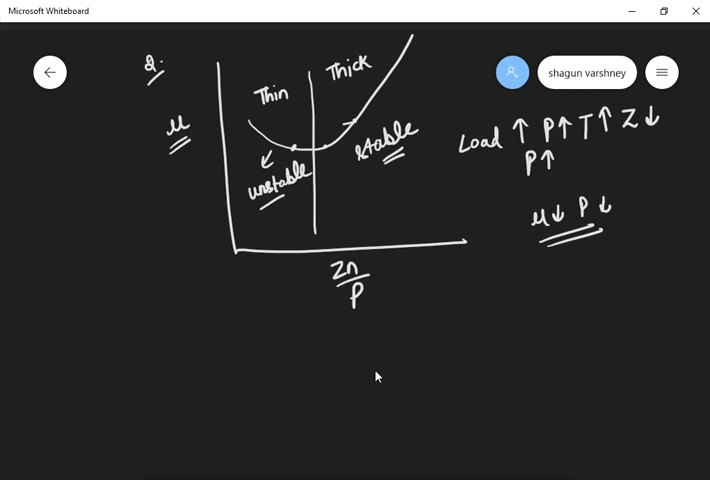 Microsoft Whiteboard
shagun varshney
Q.
Thin
Thick
μ
unstable
stable
Load ↑ P↑ T↑ Z↓
P↑
μ↓ P↓
Zn
P